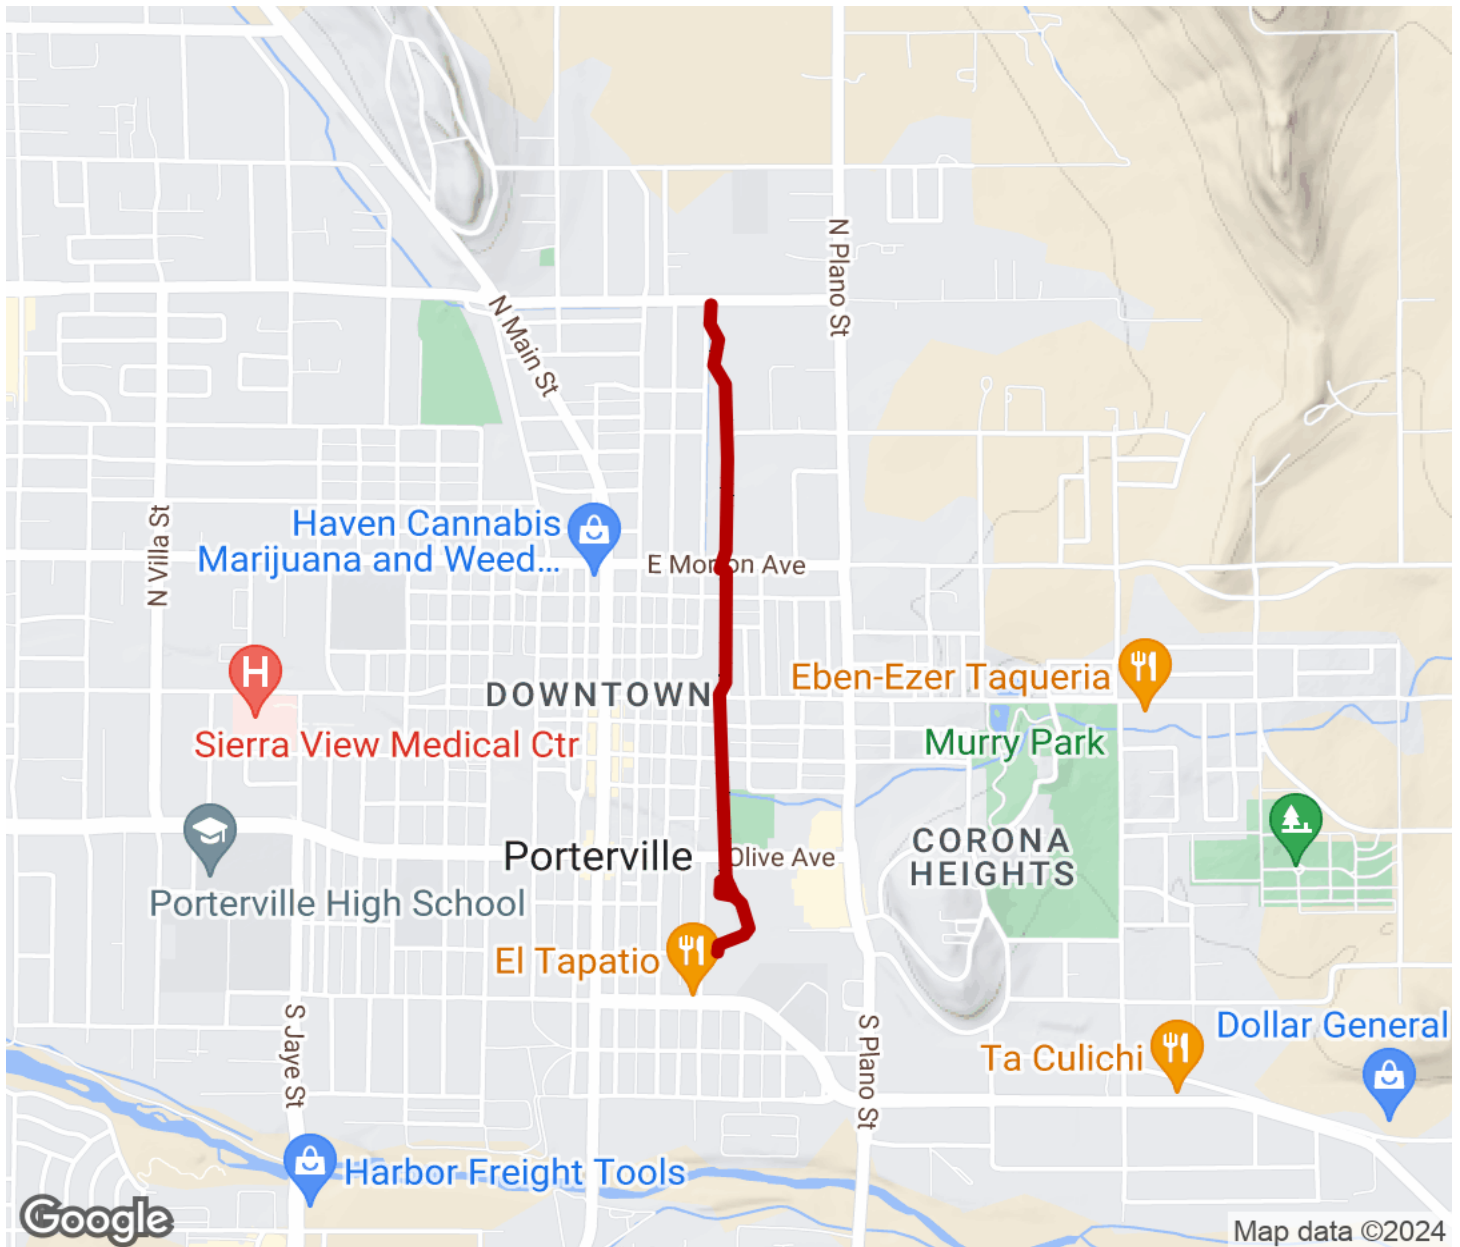 N Plano St
N Main St
Haven Cannabis
Marijuana and Weed...
E Morton Ave
N Villa St
Eben-Ezer Taqueria
DOWNTOWN
Murry Park
Sierra View Medical Ctr
H
Porterville
Olive Ave
CORONA
HEIGHTS
Porterville High School
El Tapatio
S Jaye St
S Plano St
Dollar General
Ta Culichi
Harbor Freight Tools
Google
Map data ©2024